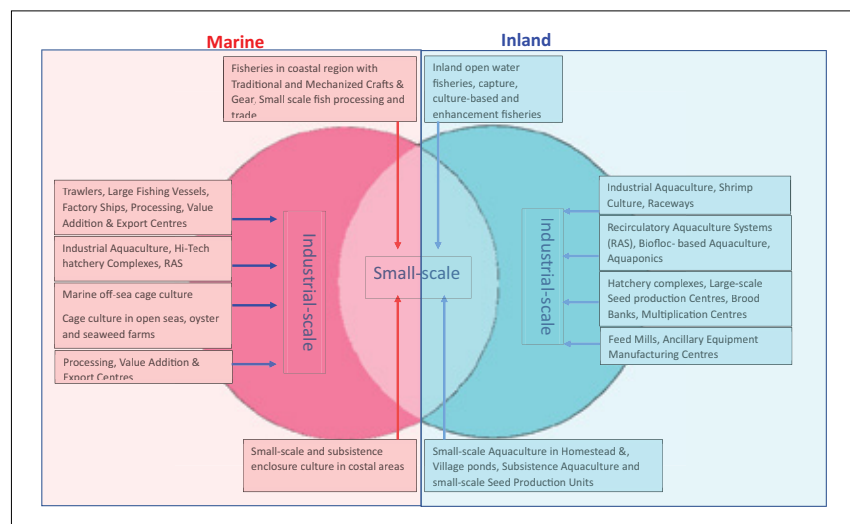 Marine
Inland
Fisheries in coastal region with
Traditional and Mechanized Crafts &
Gear, Small scale fish processing and
trade
Inland open water
fisheries, capture,
culture-based and
enhancement fisheries
Trawlers, Large Fishing Vessels,
Factory Ships, Processing, Value
Addition & Export Centres
Industrial Aquaculture, Hi-Tech
hatchery Complexes, RAS
Marine off-sea cage culture
Cage culture in open seas, oyster
and seaweed farms
Processing, Value Addition &
Export Centres
Industrial-scale
Small-scale
Industrial-scale
Industrial Aquaculture, Shrimp
Culture, Raceways
Recirculatory Aquaculture Systems
(RAS), Biofloc- based Aquaculture,
Aquaponics
Hatchery complexes, Large-scale
Seed production Centres, Brood
Banks, Multiplication Centres
Feed Mills, Ancillary Equipment
Manufacturing Centres
Small-scale and subsistence
enclosure culture in costal areas
Small-scale Aquaculture in Homestead &,
Village ponds, Subsistence Aquaculture and
small-scale Seed Production Units